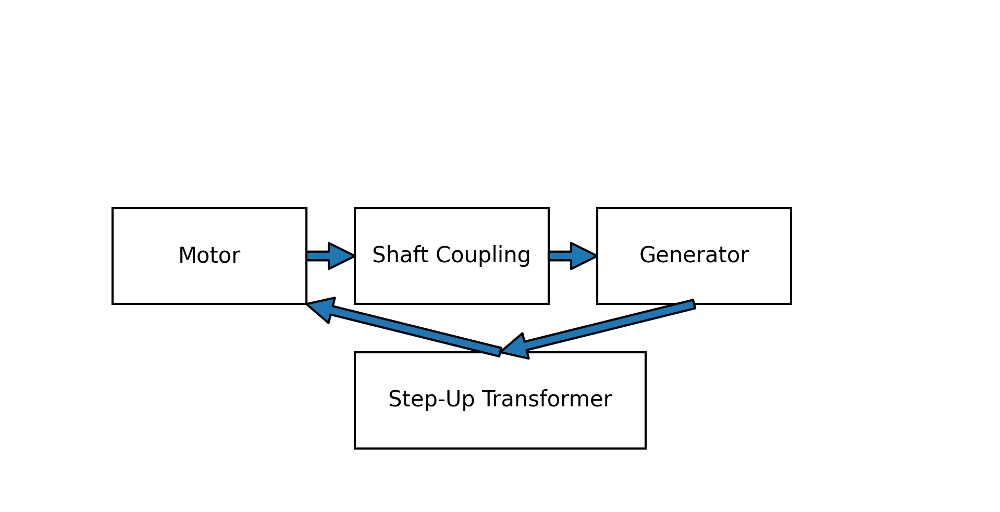 Motor
Shaft Coupling
Generator
Step-Up Transformer